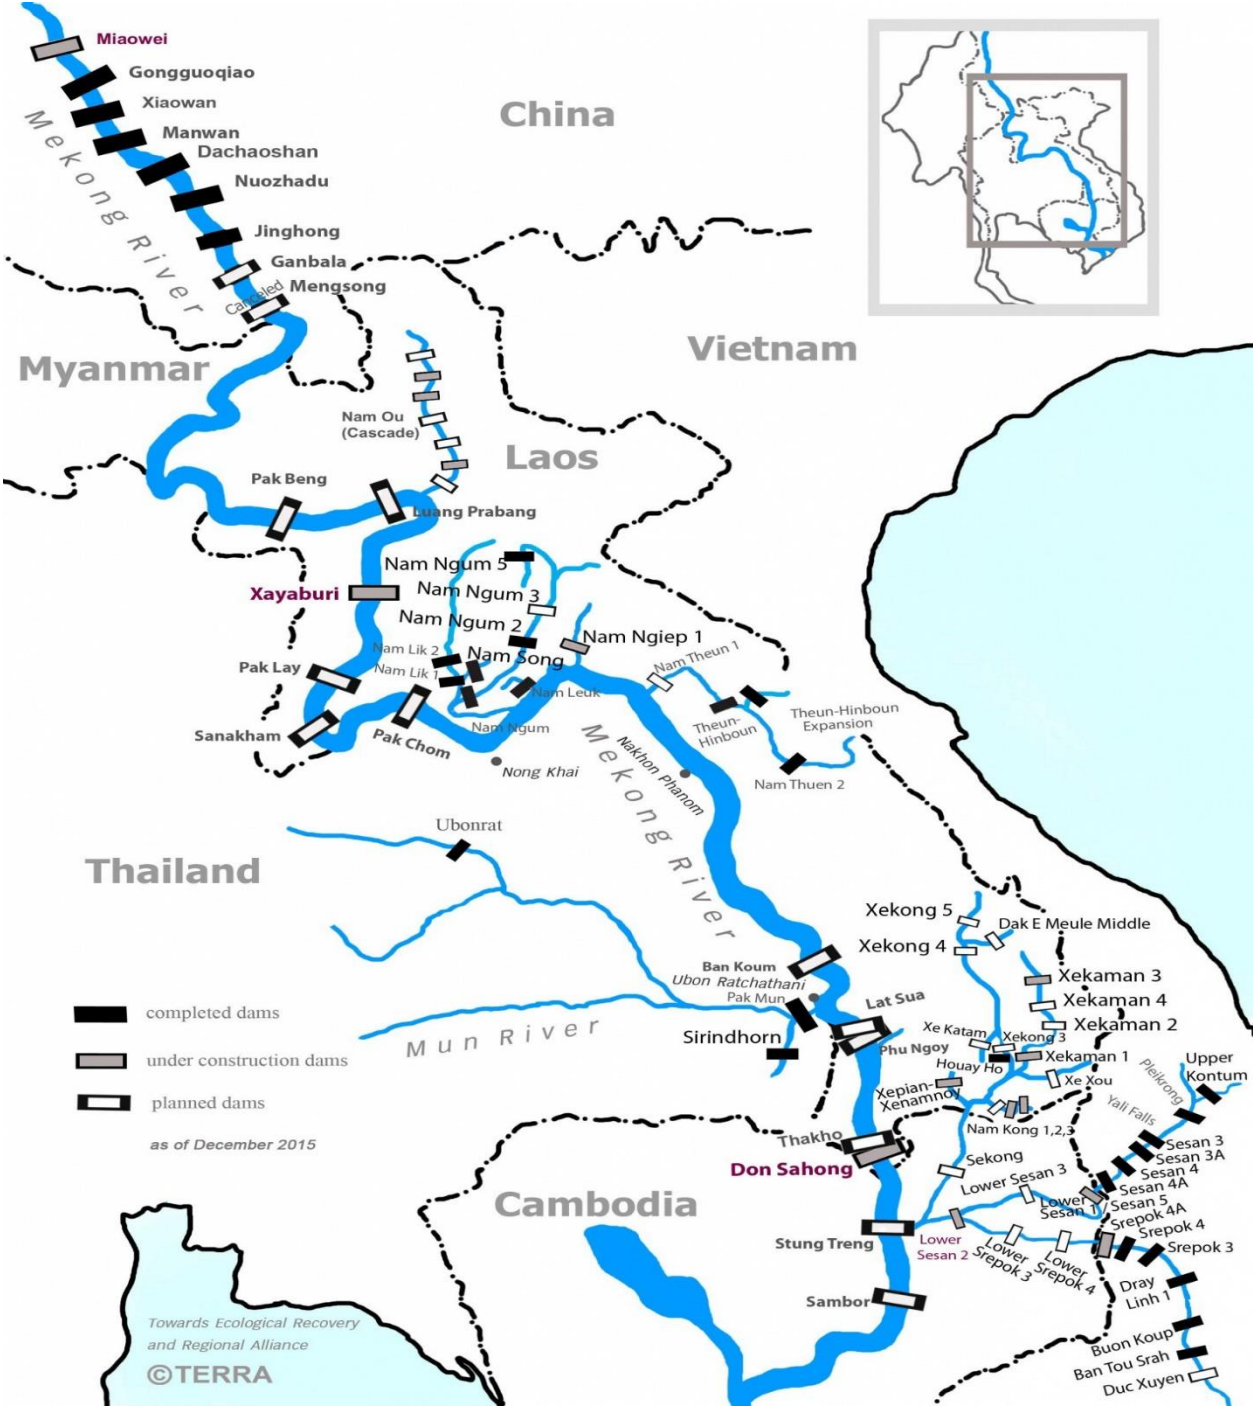 Miaowei
Gongguoqiao
Xiaowan
Manwan
Dachaoshan
Nuozhadu
Jinghong
Ganbala
Mengsong
Canceled
China
Mekong River
Myanmar
Vietnam
Nam Ou
(Cascade)
Laos
Pak Beng
Luang Prabang
Nam Ngum 5
Xayaburi
Nam Ngum 3
Nam Ngum 2
Nam Ngiep 1
Nam Lik 2
Nam Song
Nam Theun 1
Pak Lay
Nam Lik 1
Nam Leuk
Theun-
Hinboun
Theun-Hinboun
Expansion
Sanakham
Pak Chom
Nam Ngum
Nong Khai
Nakhon Phanom
Nam Thuen 2
Mekong River
Ubonrat
Thailand
Xekong 5
Dak E Meule Middle
Xekong 4
Ban Koum
Ubon Ratchathani
Pak Mun
Xekaman 3
Lat Sua
Xekaman 4
Xekaman 2
completed dams
Mun River
Sirindhorn
Xe Katam
Xekong 3
Phu Ngoy
Houay Ho
Xekaman 1
under construction dams
Xepian-
Xenamnoy
Xe Xou
Pleikrong
Upper
Kontum
planned dams
Yali Falls
Nam Kong 1,2,3
as of December 2015
Thakho
Sesan 3
Sesan 3A
Don Sahong
Sekong
Sesan 4
Sesan 4A
Lower Sesan 3
Lower
Sesan 1 / Sesan 5
Cambodia
Srepok 4A
Srepok 4
Stung Treng
Lower
Sesan 2
Lower
Srepok 3
Lower
Srepok 4
Srepok 3
Dray
Linh 1
Sambor
Buon Koup
Ban Tou Srah
Duc Xuyen
Towards Ecological Recovery
and Regional Alliance
©TERRA